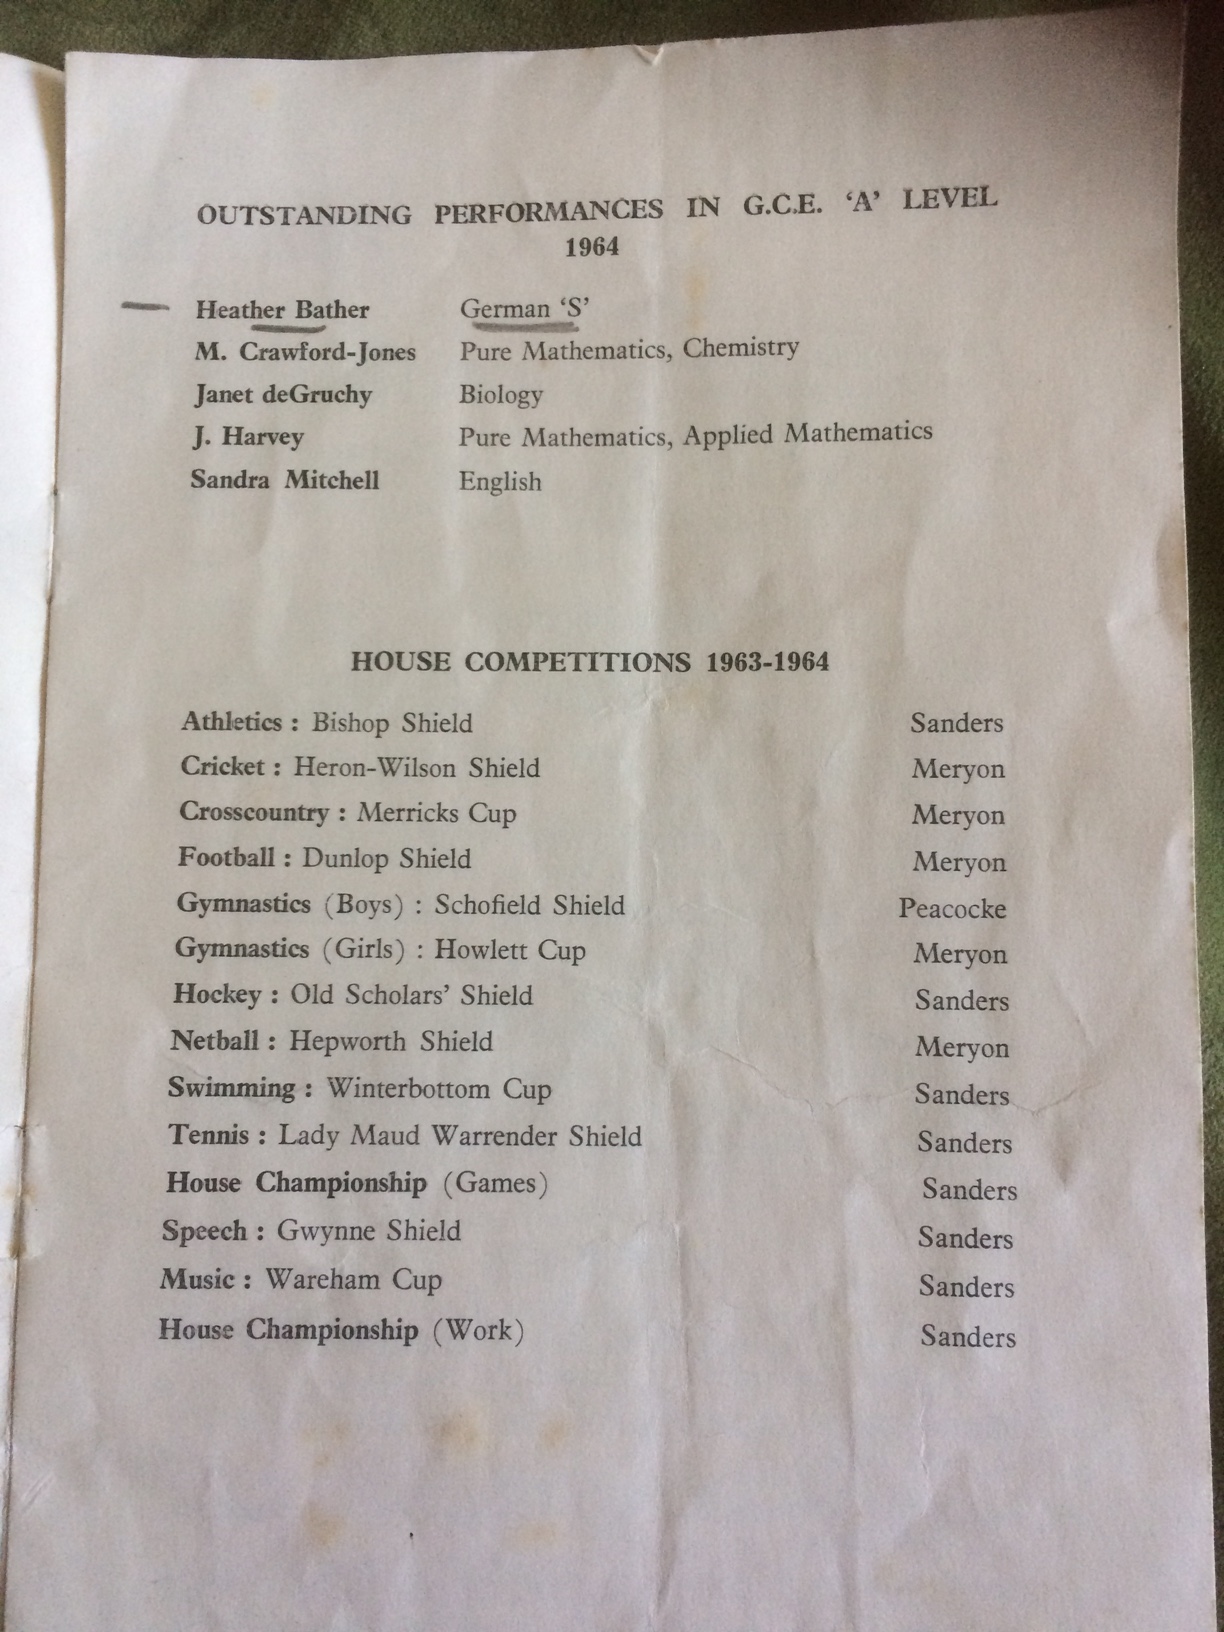 OUTSTANDING PERFORMANCES IN G.C.E. ‘A’ LEVEL
1964
Heather Bather German ‘S’
M. Crawford-Jones Pure Mathematics, Chemistry
Janet deGruchy Biology
J. Harvey Pure Mathematics, Applied Mathematics
Sandra Mitchell English
HOUSE COMPETITIONS 1963-1964
Athletics : Bishop Shield Sanders
Cricket : Heron-Wilson Shield Meryon
Crosscountry : Merricks Cup Meryon
Football : Dunlop Shield Meryon
Gymnastics (Boys) : Schofield Shield Peacocke
Gymnastics (Girls) : Howlett Cup Meryon
Hockey : Old Scholars’ Shield Sanders
Netball : Hepworth Shield Meryon
Swimming : Winterbottom Cup Sanders
Tennis : Lady Maud Warrender Shield Sanders
House Championship (Games) Sanders
Speech : Gwynne Shield Sanders
Music : Wareham Cup Sanders
House Championship (Work) Sanders